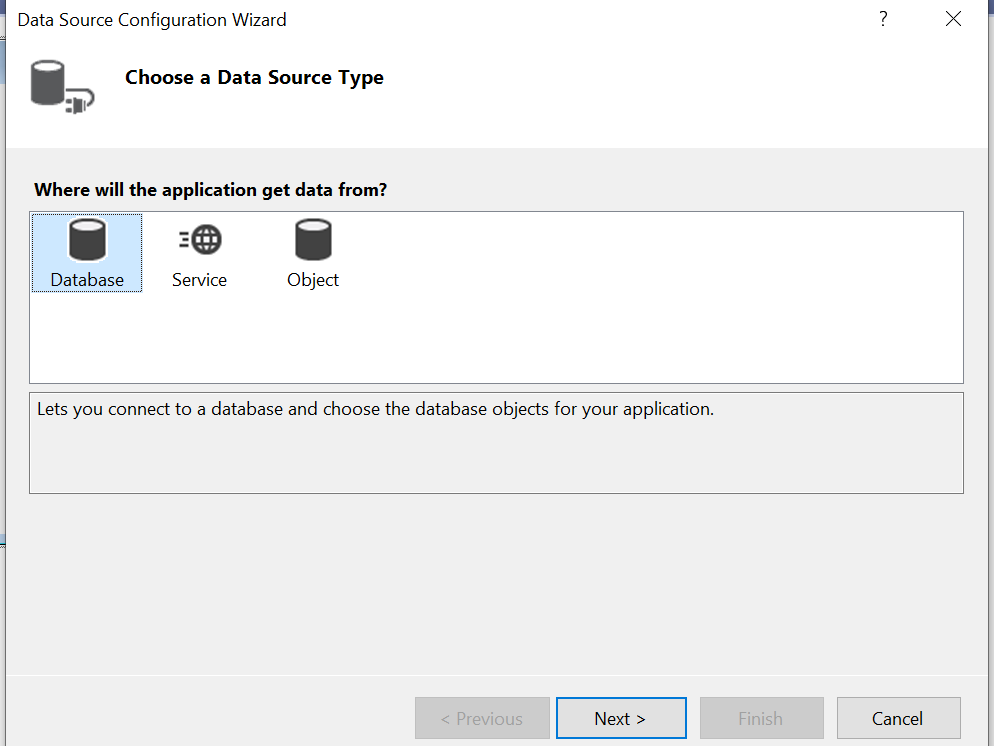 Data Source Configuration Wizard
?
Choose a Data Source Type
Where will the application get data from?
Database
Service
Object
Lets you connect to a database and choose the database objects for your application.
< Previous
Next >
Finish
Cancel